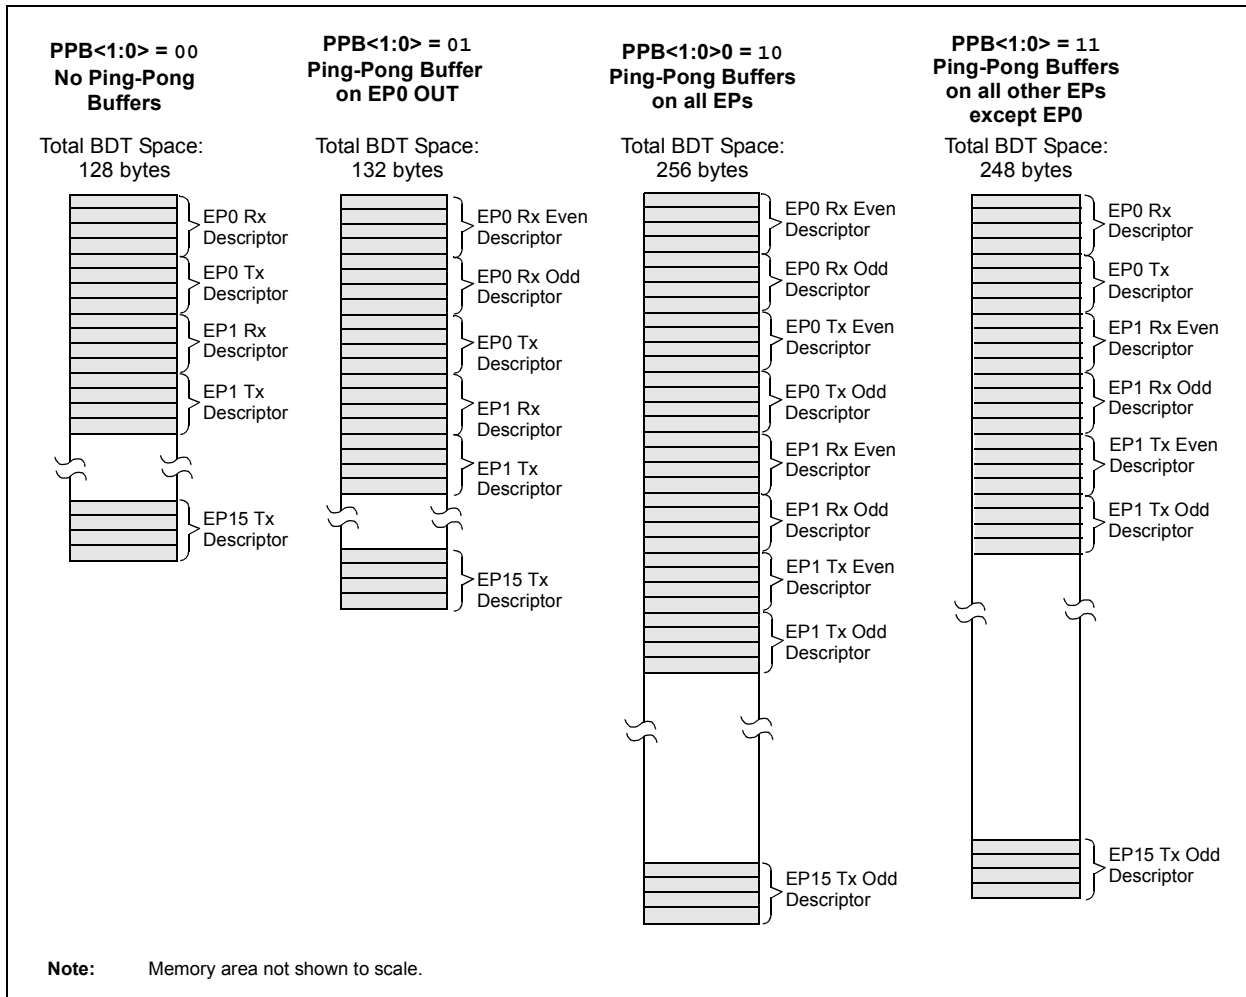 PPB<1:0> = 00
No Ping-Pong
Buffers
Total BDT Space:
128 bytes
EP0 Rx
Descriptor
EP0 Tx
Descriptor
EP1 Rx
Descriptor
EP1 Tx
Descriptor
EP15 Tx
Descriptor
PPB<1:0> = 01
Ping-Pong Buffer
on EP0 OUT
Total BDT Space:
132 bytes
EP0 Rx Even
Descriptor
EP0 Rx Odd
Descriptor
EP0 Tx
Descriptor
EP1 Rx
Descriptor
EP1 Tx
Descriptor
EP15 Tx
Descriptor
PPB<1:0>0 = 10
Ping-Pong Buffers
on all EPs
Total BDT Space:
256 bytes
EP0 Rx Even
Descriptor
EP0 Rx Odd
Descriptor
EP0 Tx Even
Descriptor
EP0 Tx Odd
Descriptor
EP1 Rx Even
Descriptor
EP1 Rx Odd
Descriptor
EP1 Tx Even
Descriptor
EP1 Tx Odd
Descriptor
EP15 Tx Odd
Descriptor
PPB<1:0> = 11
Ping-Pong Buffers
on all other EPs
except EP0
Total BDT Space:
248 bytes
EP0 Rx
Descriptor
EP0 Tx
Descriptor
EP1 Rx Even
Descriptor
EP1 Rx Odd
Descriptor
EP1 Tx Even
Descriptor
EP1 Tx Odd
Descriptor
EP15 Tx Odd
Descriptor
Note: Memory area not shown to scale.